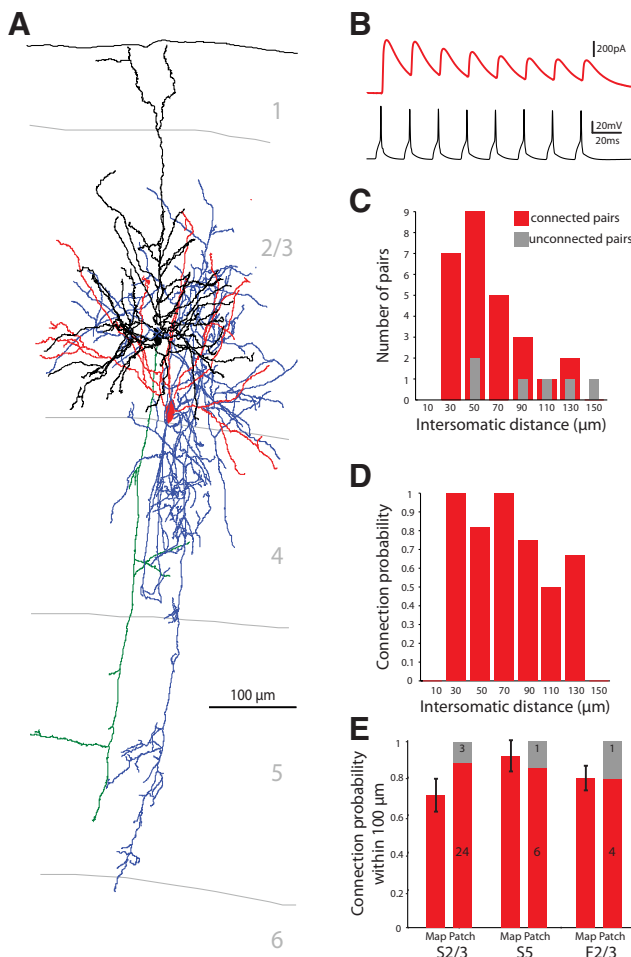 A
1
2/3
4
100 µm
5
6
B
200pA
20mV
20ms
C
connected pairs
unconnected pairs
Number of pairs
9
8
7
6
5
4
3
2
1
10 30 50 70 90 110 130 150
Intersomatic distance (µm)
D
Connection probability
1
0.9
0.8
0.7
0.6
0.5
0.4
0.3
0.2
0.1
0
10 30 50 70 90 110 130 150
Intersomatic distance (µm)
E
Connection probability
within 100 µm
1
0.8
0.6
0.4
0.2
0
3 1 1
24 6 4
Map Patch Map Patch Map Patch
S2/3 S5 F2/3